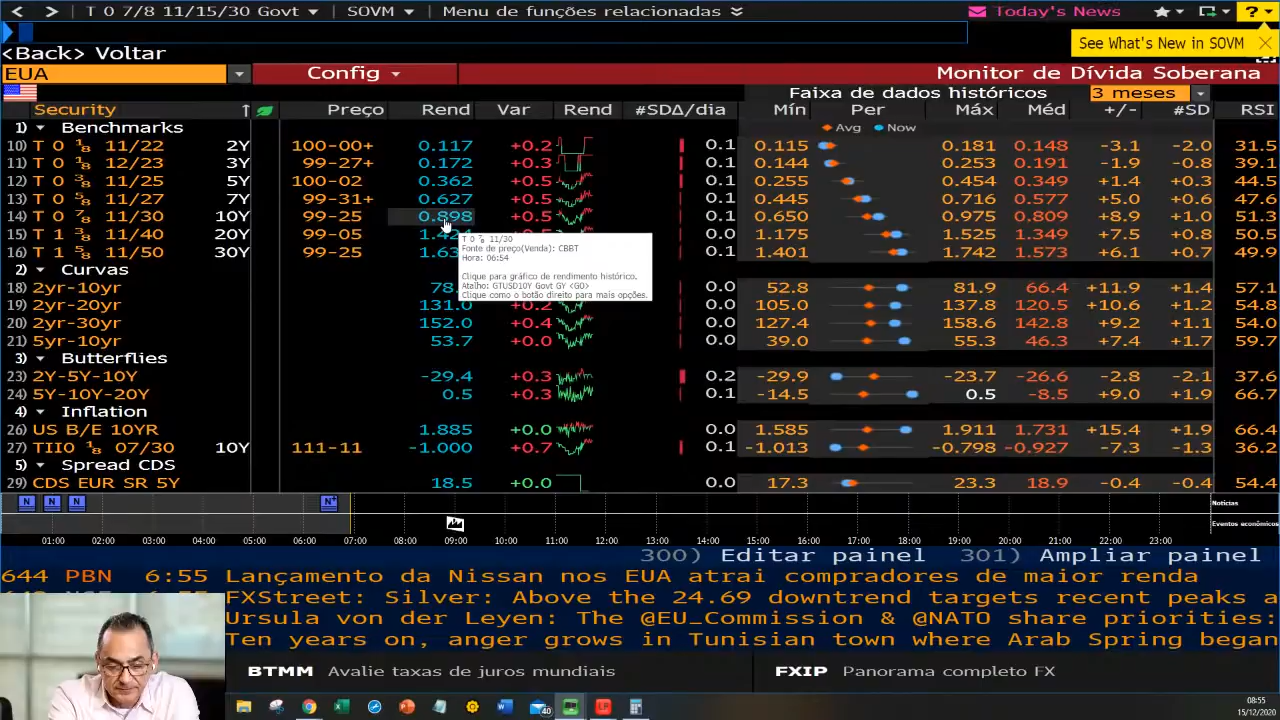 T 0 7/8 11/15/30 Govt SOVM Menu de funções relacionadas Today's News ?
See What's New in SOVM
<Back> Voltar
EUA Config Monitor de Dívida Soberana
Faixa de dados históricos 3 meses
Security Preço Rend Var Rend #SDΔ/dia Mín Per Máx Méd +/- #SD RSI
1) Benchmarks Avg Now
10) T 0 ⅛ 11/22 2Y 100-00+ 0.117 +0.2 0.1 0.115 0.181 0.148 -3.1 -2.0 31.5
11) T 0 ⅛ 12/23 3Y 99-27+ 0.172 +0.3 0.1 0.144 0.253 0.191 -1.9 -0.8 39.1
12) T 0 ⅜ 11/25 5Y 100-02 0.362 +0.5 0.1 0.255 0.454 0.349 +1.3 +0.3 44.5
13) T 0 ⅝ 11/27 7Y 99-31+ 0.627 +0.5 0.1 0.445 0.716 0.577 +5.0 +0.7 48.8
14) T 0 ⅞ 11/30 10Y 99-25 0.898 +0.5 0.1 0.650 0.975 0.809 +8.9 +1.0 51.3
15) T 1 ⅜ 11/40 20Y 99-05 0.1 1.175 1.525 1.349 +7.5 +0.8 50.5
16) T 1 ⅝ 11/50 30Y 99-25 0.1 1.401 1.742 1.573 +6.1 +0.7 49.9
T 0 ⅞ 11/30
Fonte de preço(Venda): CBBT
Hora: 06:54
Clique para gráfico de rendimento histórico.
Atalho: GTUSD10Y Govt GY <GO>
Clique como o botão direito para mais opções.
2) Curvas
18) 2yr-10yr 78. 0.0 52.8 81.9 66.4 +11.9 +1.4 57.1
19) 2yr-20yr 131.0 +0.2 0.0 105.0 137.8 120.5 +10.6 +1.2 54.8
20) 2yr-30yr 152.0 +0.4 0.0 127.4 158.6 142.8 +9.2 +1.1 54.0
21) 5yr-10yr 53.7 +0.0 0.0 39.0 55.3 46.3 +7.4 +1.7 59.7
3) Butterflies
23) 2Y-5Y-10Y -29.4 +0.3 0.2 -29.9 -23.7 -26.6 -2.8 -2.1 37.6
24) 5Y-10Y-20Y 0.5 +0.3 0.1 -14.5 0.5 -8.5 +9.0 +1.9 66.7
4) Inflation
26) US B/E 10YR 1.885 +0.0 0.0 1.585 1.911 1.731 +15.4 +1.9 66.4
27) TII0 ⅛ 07/30 10Y 111-11 -1.000 +0.7 0.1 -1.013 -0.798 -0.927 -7.3 -1.3 36.2
5) Spread CDS
29) CDS EUR SR 5Y 18.5 +0.0 0.0 17.3 23.3 18.9 -0.4 -0.4 54.4
N N N N+ Notícias
Eventos econômicos
01:00 02:00 03:00 04:00 05:00 06:00 07:00 08:00 09:00 10:00 11:00 12:00 13:00 14:00 15:00 16:00 17:00 18:00 19:00 20:00 21:00 22:00 23:00
300) Editar painel 301) Ampliar painel
644 PBN 6:55 Lançamento da Nissan nos EUA atrai compradores de maior renda
FXStreet: Silver: Above the 24.69 downtrend targets recent peaks a
Ursula von der Leyen: The @EU_Commission & @NATO share priorities:
Ten years on, anger grows in Tunisian town where Arab Spring began
BTMM Avalie taxas de juros mundiais FXIP Panorama completo FX
40
08:55
15/12/2020